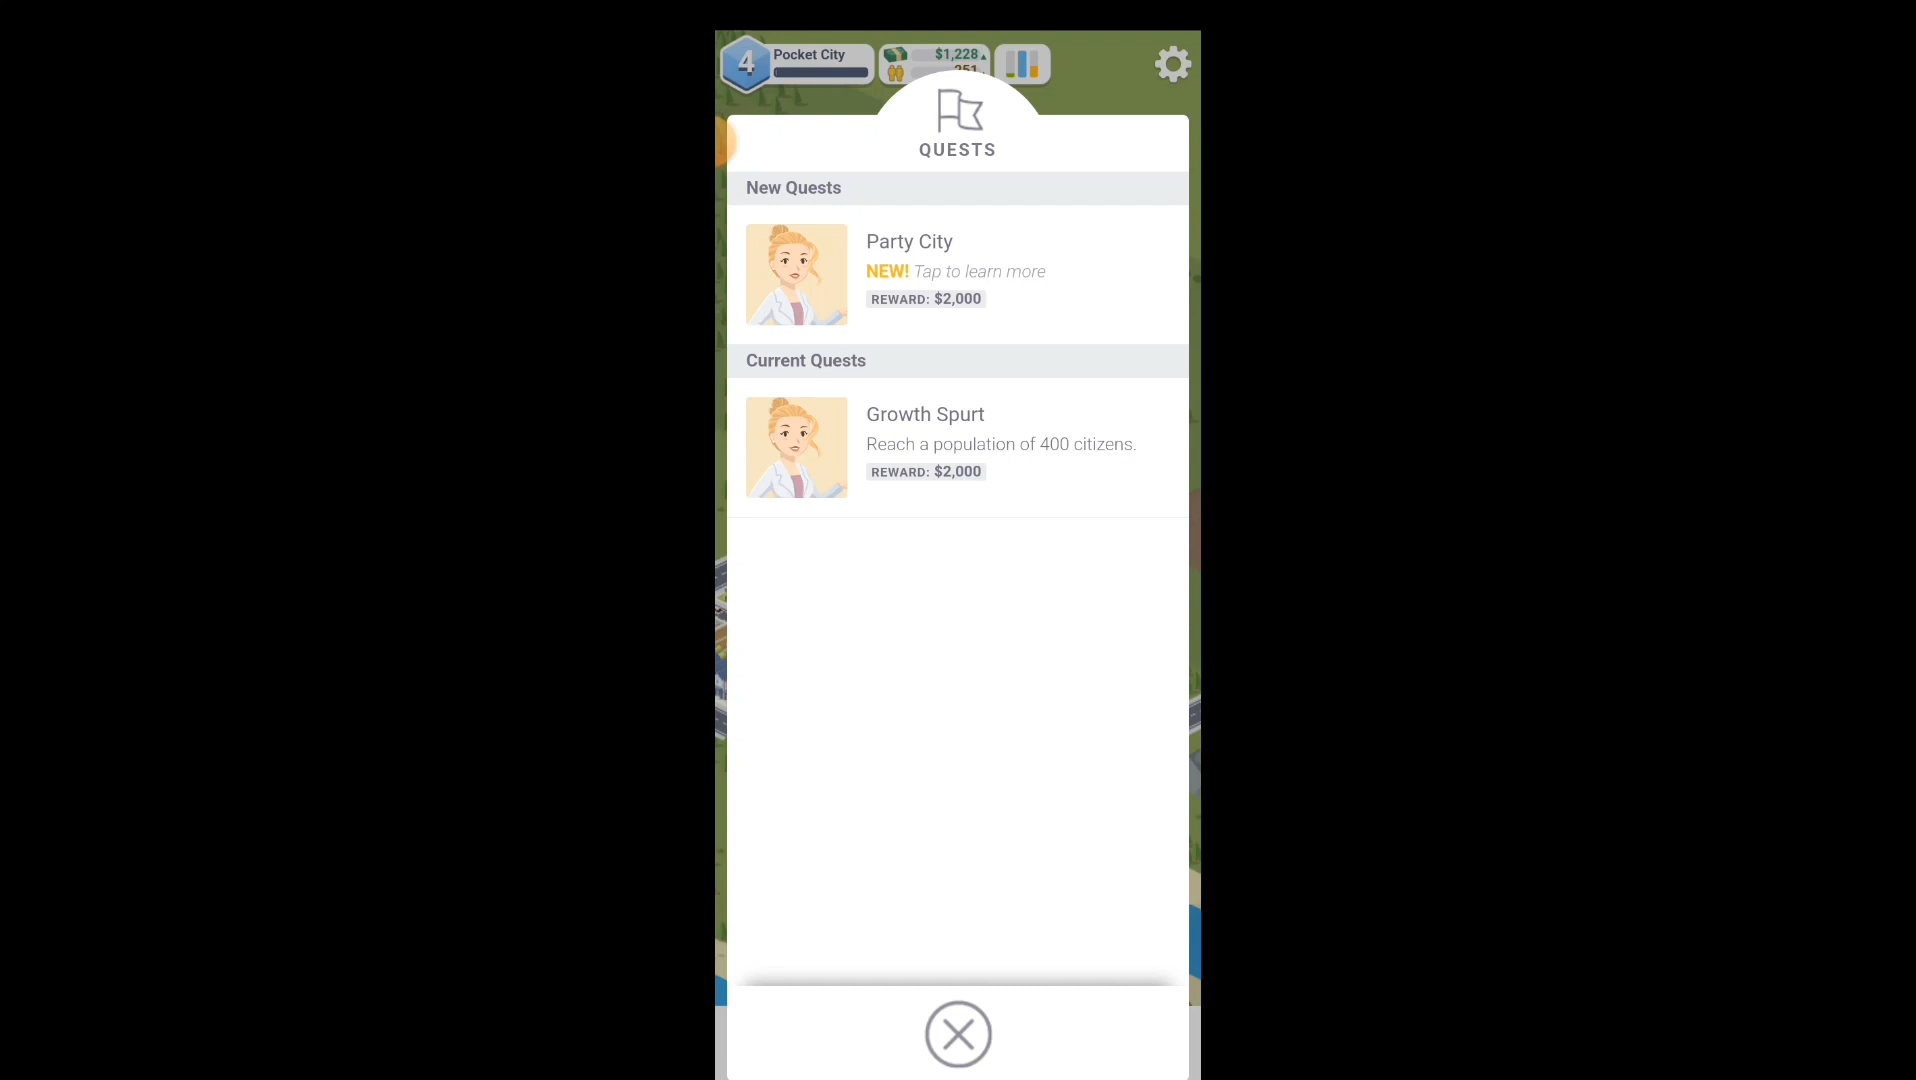 4
Pocket City
$1,228
251
QUESTS
New Quests
Party City
NEW! Tap to learn more
REWARD: $2,000
Current Quests
Growth Spurt
Reach a population of 400 citizens.
REWARD: $2,000